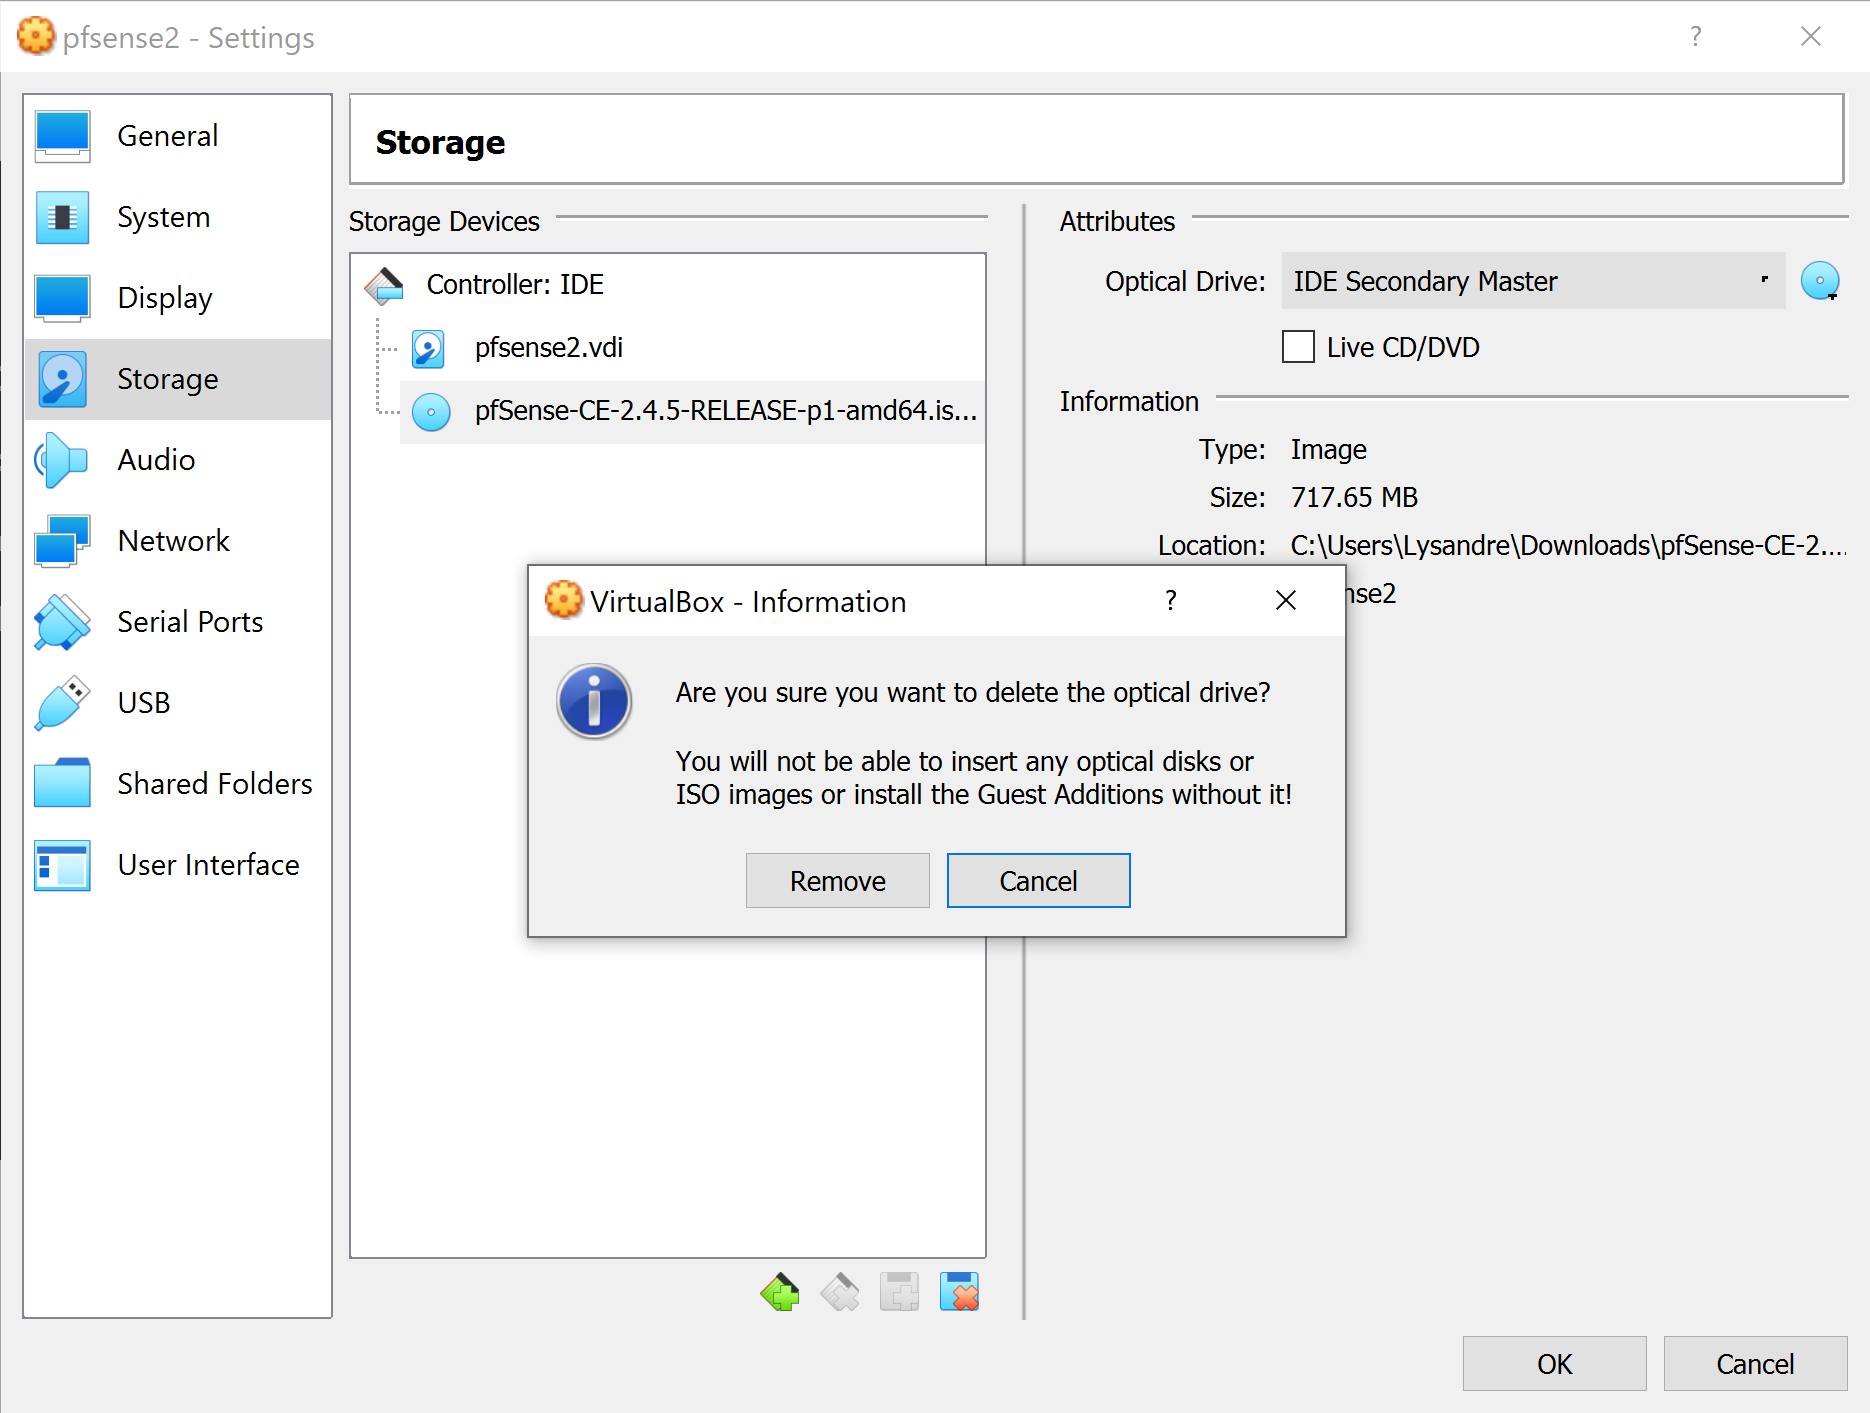 pfsense2 - Settings
?
General
System
Display
Storage
Audio
Network
Serial Ports
USB
Shared Folders
User Interface
Storage
Storage Devices
Controller: IDE
pfsense2.vdi
pfSense-CE-2.4.5-RELEASE-p1-amd64.is...
Attributes
Optical Drive: IDE Secondary Master
Live CD/DVD
Information
Type: Image
Size: 717.65 MB
Location: C:\Users\Lysandre\Downloads\pfSense-CE-2....
nse2
VirtualBox - Information
?
Are you sure you want to delete the optical drive?
You will not be able to insert any optical disks or
ISO images or install the Guest Additions without it!
Remove
Cancel
OK
Cancel